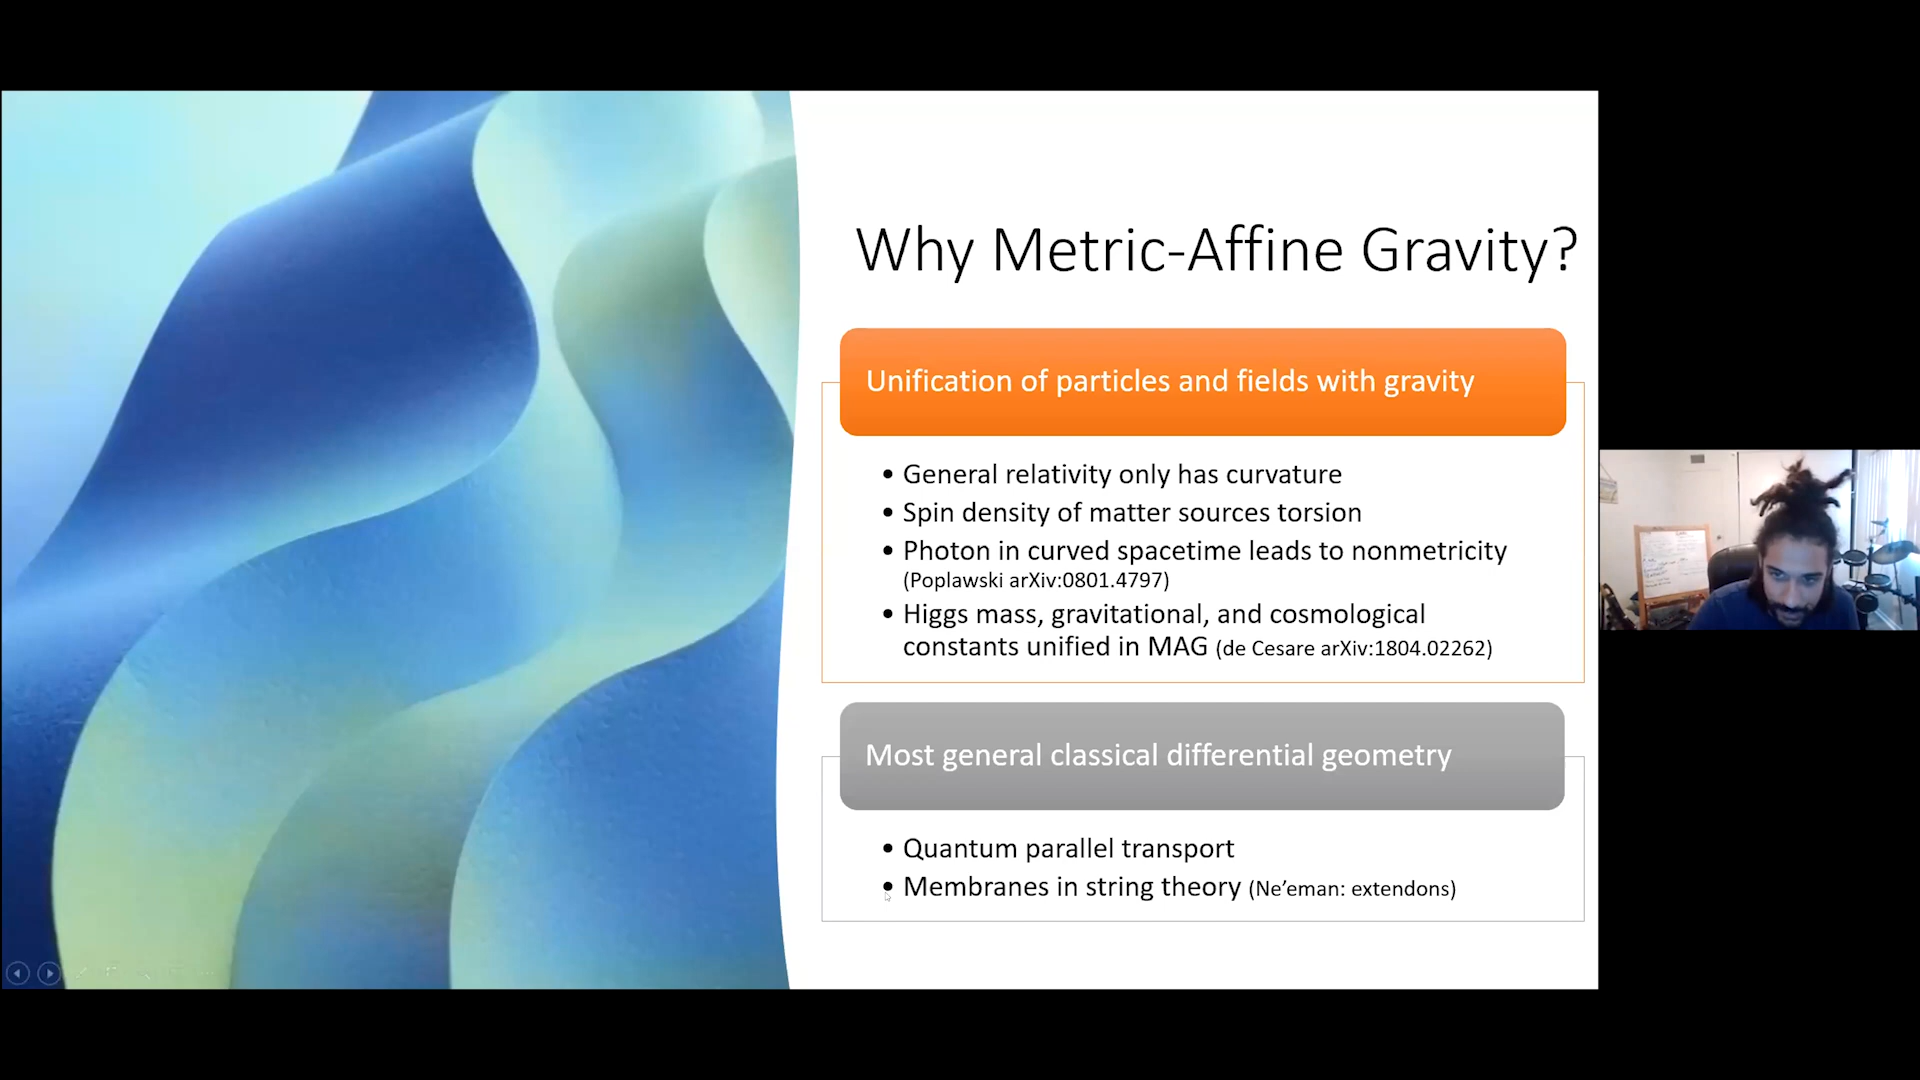 Why Metric-Affine Gravity?
Unification of particles and fields with gravity
• General relativity only has curvature
• Spin density of matter sources torsion
• Photon in curved spacetime leads to nonmetricity
(Poplawski arXiv:0801.4797)
• Higgs mass, gravitational, and cosmological
constants unified in MAG (de Cesare arXiv:1804.02262)
Most general classical differential geometry
• Quantum parallel transport
• Membranes in string theory (Ne’eman: extendons)